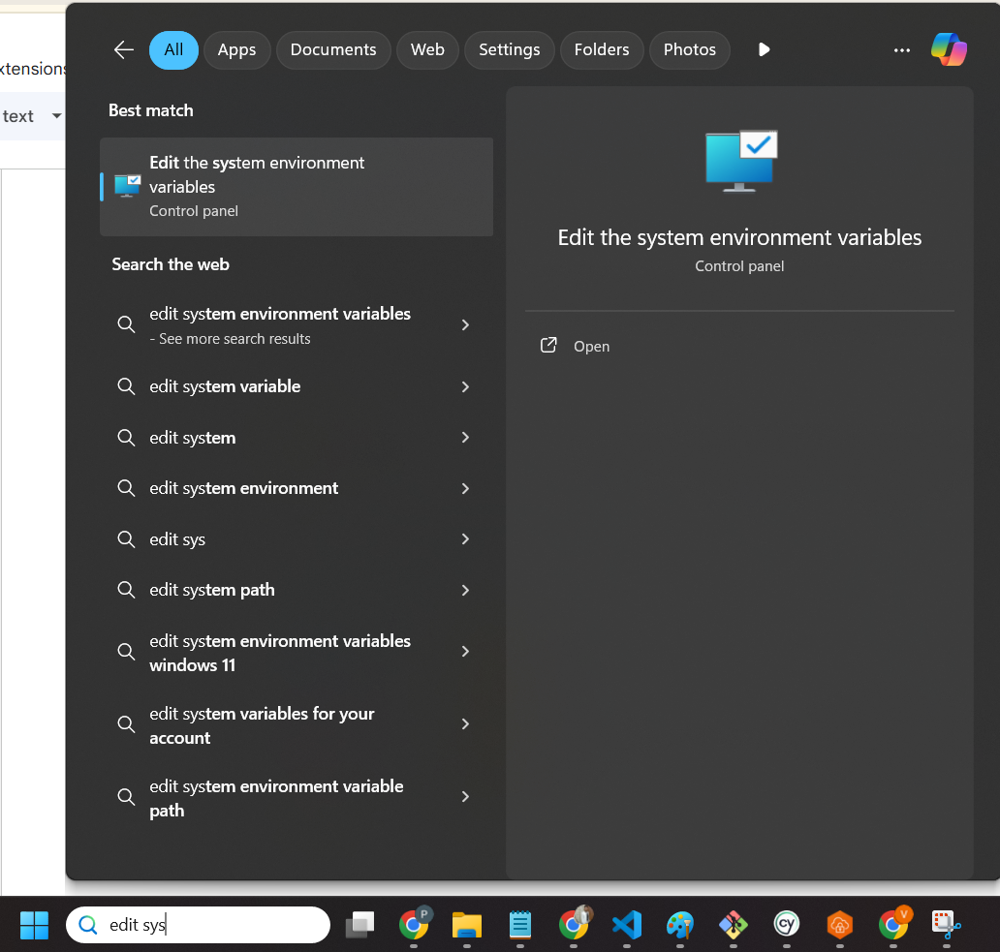 xtensions
text
All
Apps
Documents
Web
Settings
Folders
Photos
Best match
Edit the system environment
variables
Control panel
Search the web
edit system environment variables
- See more search results
edit system variable
edit system
edit system environment
edit sys
edit system path
edit system environment variables
windows 11
edit system variables for your
account
edit system environment variable
path
Edit the system environment variables
Control panel
Open
edit sys
P
CY
V